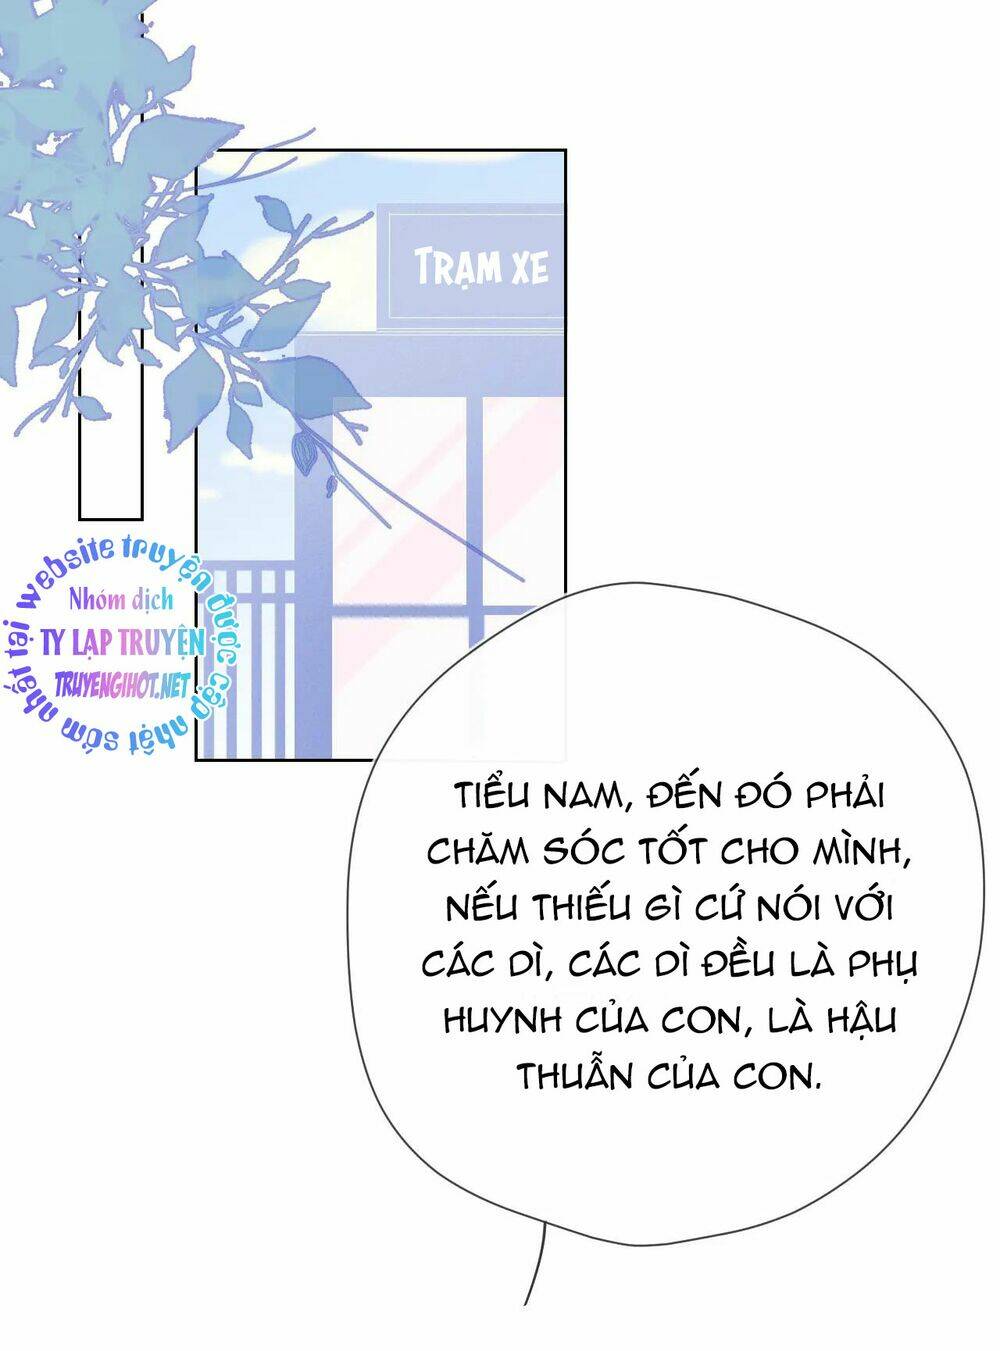 TRẠM XE
website truyện được cập nhật sớm nhất tại
Nhóm dịch
TY LAP TRUYỆN
TRUYENGIHOT.NET
TIỂU NAM, ĐẾN ĐÓ PHẢI
CHĂM SÓC TỐT CHO MÌNH,
NẾU THIẾU GÌ CỨ NÓI VỚI
CÁC DÌ, CÁC DÌ ĐỀU LÀ PHỤ
HUYNH CỦA CON, LÀ HẬU
THUẪN CỦA CON.